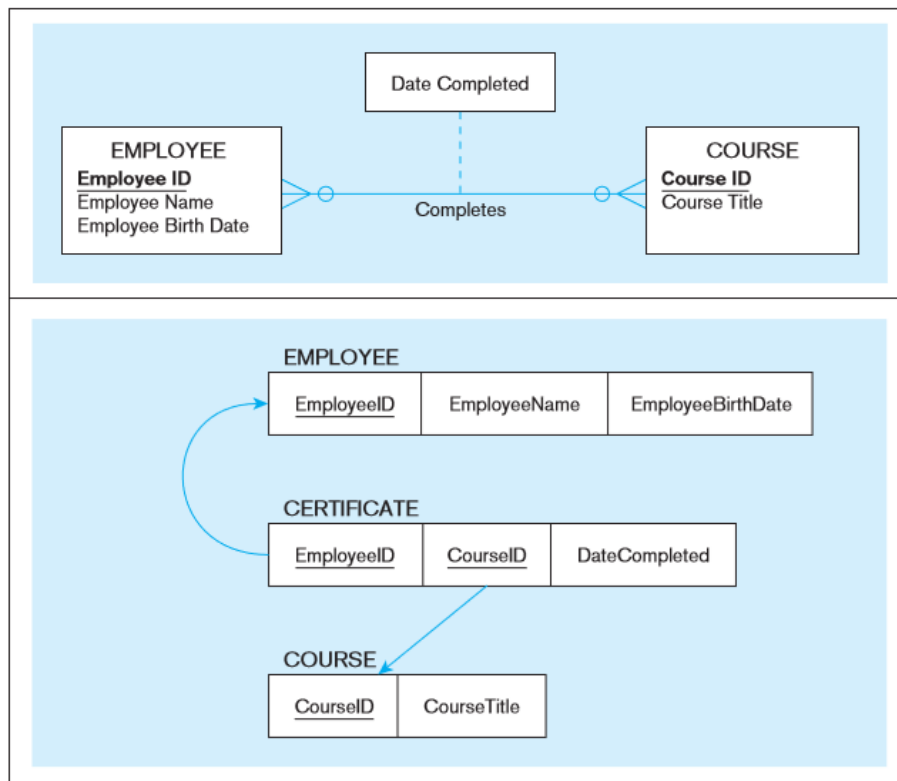 Date Completed
EMPLOYEE
Employee ID
Employee Name
Employee Birth Date
Completes
COURSE
Course ID
Course Title
EMPLOYEE
EmployeeID EmployeeName EmployeeBirthDate
CERTIFICATE
EmployeeID CourseID DateCompleted
COURSE
CourseID CourseTitle